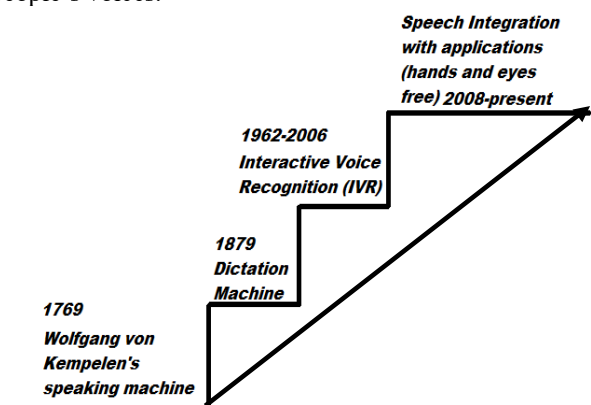 Speech Integration
with applications
(hands and eyes
free) 2008-present
1962-2006
Interactive Voice
Recognition (IVR)
1879
Dictation
Machine
1769
Wolfgang von
Kempelen's
speaking machine